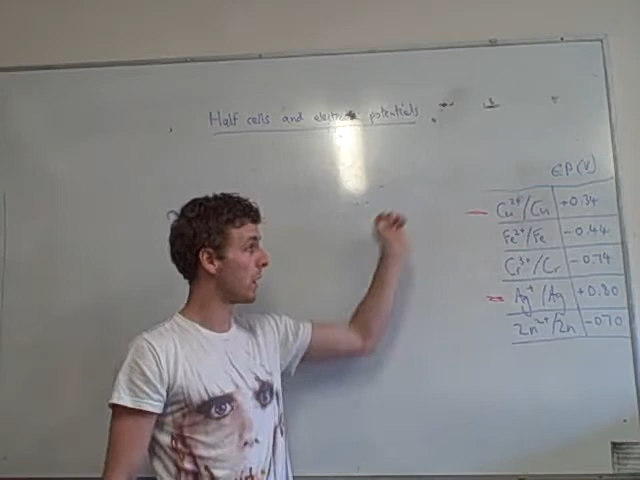 Half cells and electrode potentials
EP (V)
Cu²⁺/Cu +0.34
Fe²⁺/Fe -0.44
Cr³⁺/Cr -0.74
Ag⁺/Ag +0.80
Zn²⁺/Zn -0.70